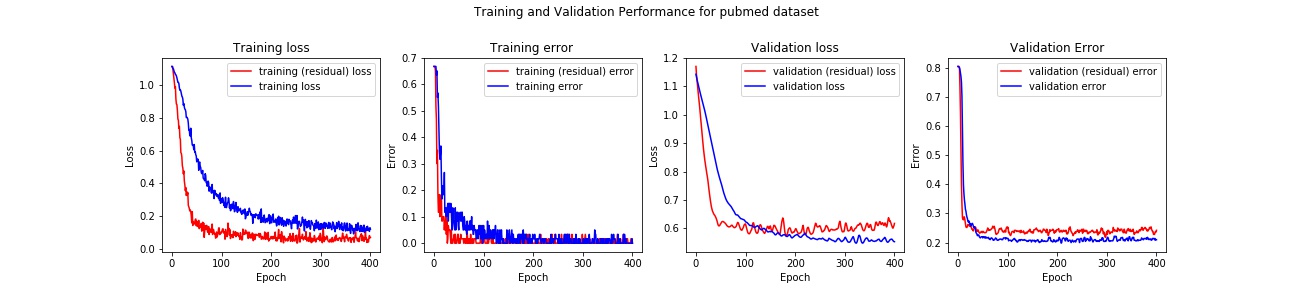 Training and Validation Performance for pubmed dataset
Training loss
training (residual) loss
training loss
Loss
1.0
0.8
0.6
0.4
0.2
0.0
0
100
200
300
400
Epoch
Training error
training (residual) error
training error
Error
0.7
0.6
0.5
0.4
0.3
0.2
0.1
0.0
0
100
200
300
400
Epoch
Validation loss
validation (residual) loss
validation loss
Loss
1.2
1.1
1.0
0.9
0.8
0.7
0.6
0
100
200
300
400
Epoch
Validation Error
validation (residual) error
validation error
Error
0.8
0.7
0.6
0.5
0.4
0.3
0.2
0
100
200
300
400
Epoch